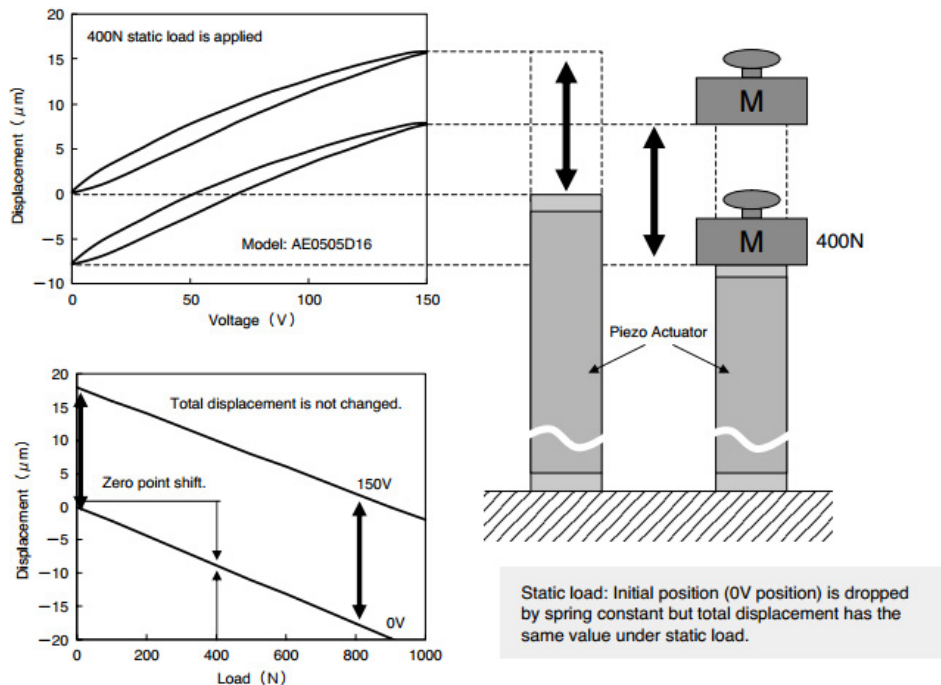 400N static load is applied
20
15
10
5
0
−5
−10
Displacement (μm)
Model: AE0505D16
0
50
100
150
Voltage (V)
M
M
400N
Piezo Actuator
20
15
10
5
0
−5
−10
−15
−20
Displacement (μm)
Total displacement is not changed.
150V
Zero point shift.
0V
0
200
400
600
800
1000
Load (N)
Static load: Initial position (0V position) is dropped
by spring constant but total displacement has the
same value under static load.